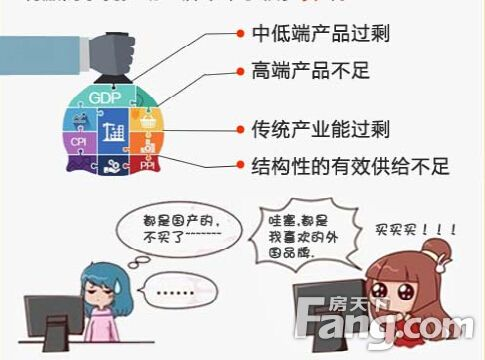 中低端产品过剩
高端产品不足
GDP
传统产业能过剩
CPI
PPI
结构性的有效供给不足
都是国产的，
不买了~~~~~~~
......
哇塞,都是
我喜欢的外
国品牌.
买买买！！！
房天下
Fang.com